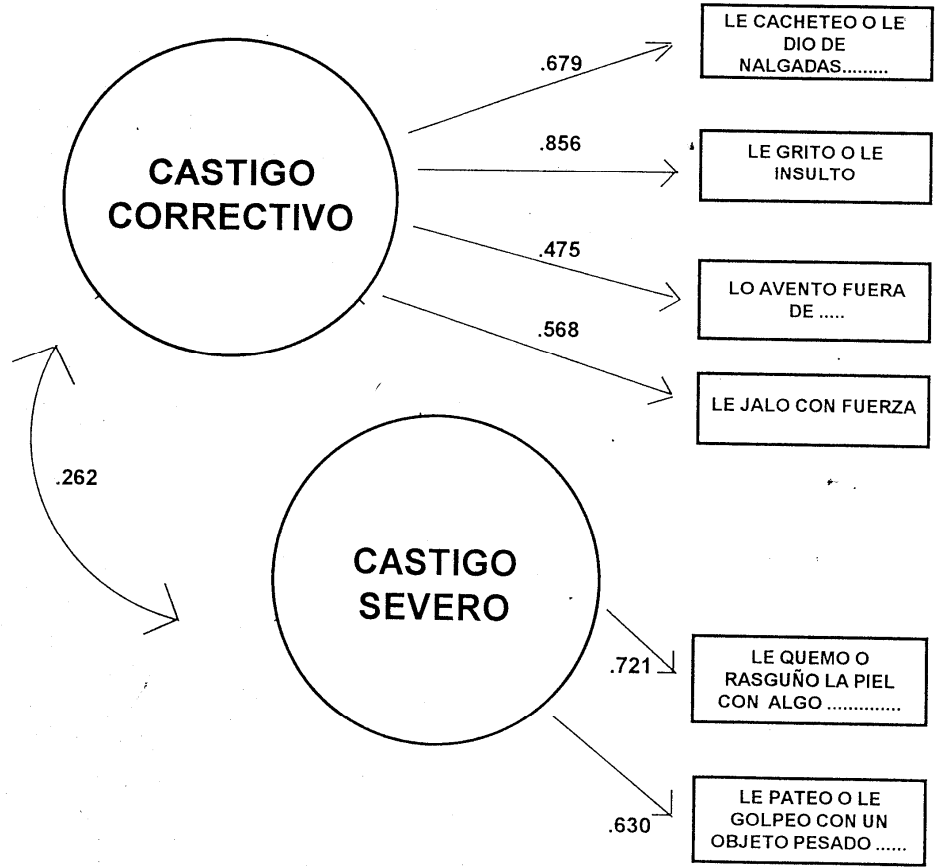 LE CACHETEO O LE
DIO DE
NALGADAS.........
.679
.856
LE GRITO O LE
INSULTO
CASTIGO
CORRECTIVO
.475
LO AVENTO FUERA
DE .....
.568
LE JALO CON FUERZA
.262
CASTIGO
SEVERO
.721
LE QUEMO O
RASGUÑO LA PIEL
CON ALGO ..............
.630
LE PATEO O LE
GOLPEO CON UN
OBJETO PESADO ......